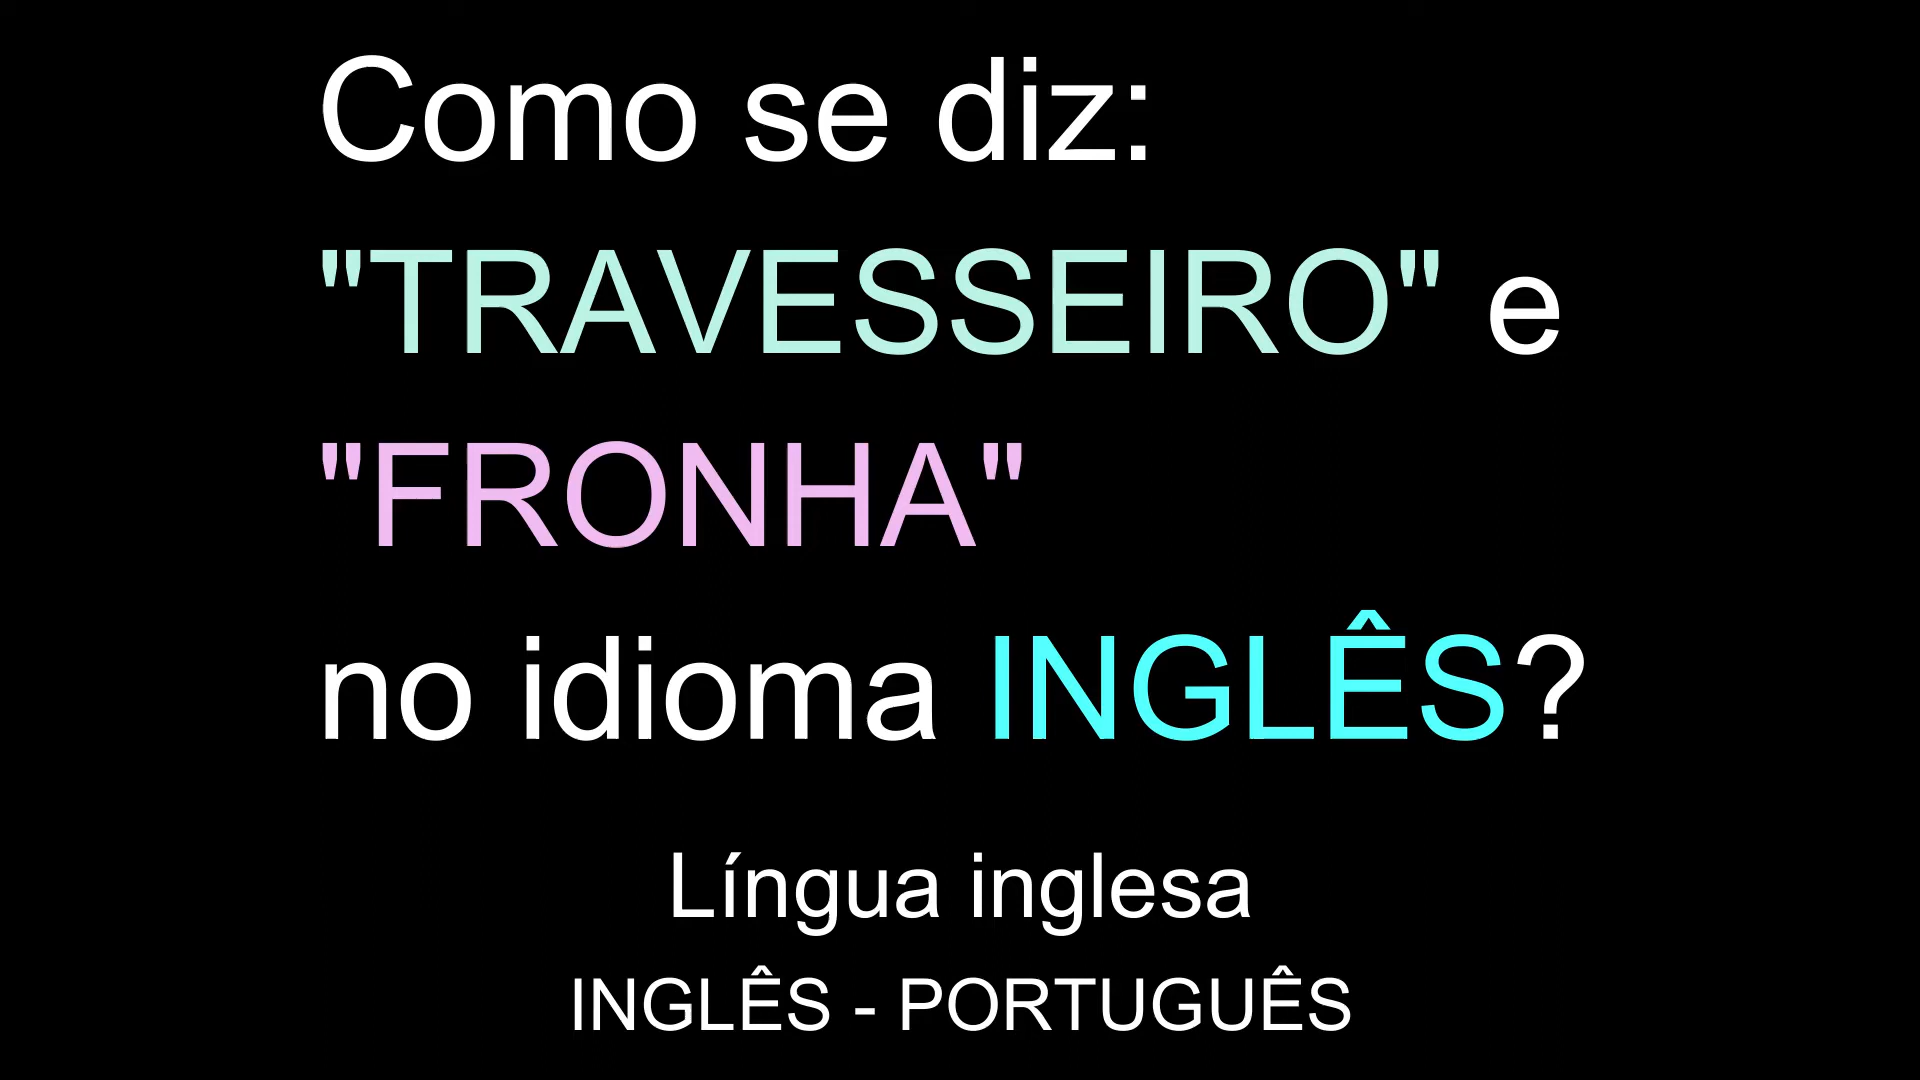 Como se diz:
"TRAVESSEIRO" e
"FRONHA"
no idioma INGLÊS?
Língua inglesa
INGLÊS - PORTUGUÊS